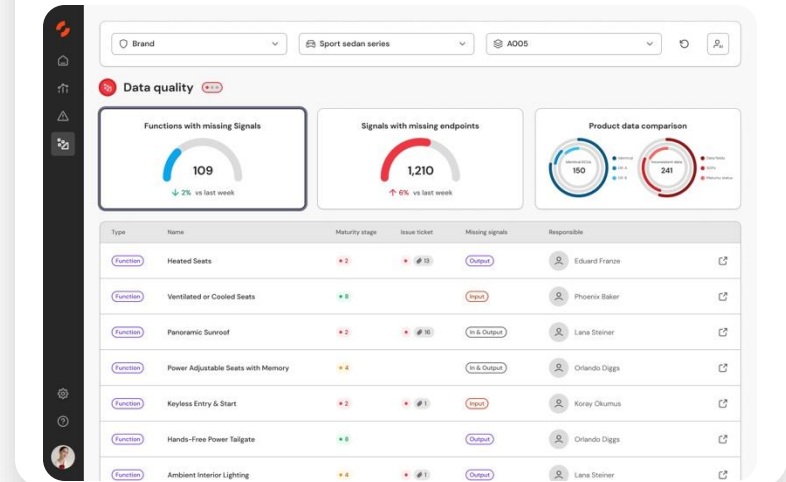 Brand Sport sedan series A005
Data quality
Functions with missing Signals
109
2% vs last week
Signals with missing endpoints
1,210
6% vs last week
Product data comparison
150
241
Type Name Maturity stage Issue ticket Missing signals Responsible
Function Heated Seats 2 13 Output Eduard Franze
Function Ventilated or Cooled Seats 8 Input Phoenix Baker
Function Panoramic Sunroof 2 16 In & Output Lana Steiner
Function Power Adjustable Seats with Memory 4 In & Output Orlando Diggs
Function Keyless Entry & Start 2 1 Input Koray Okumus
Function Hands-Free Power Tailgate 8 Output Orlando Diggs
Function Ambient Interior Lighting 4 1 Output Lana Steiner